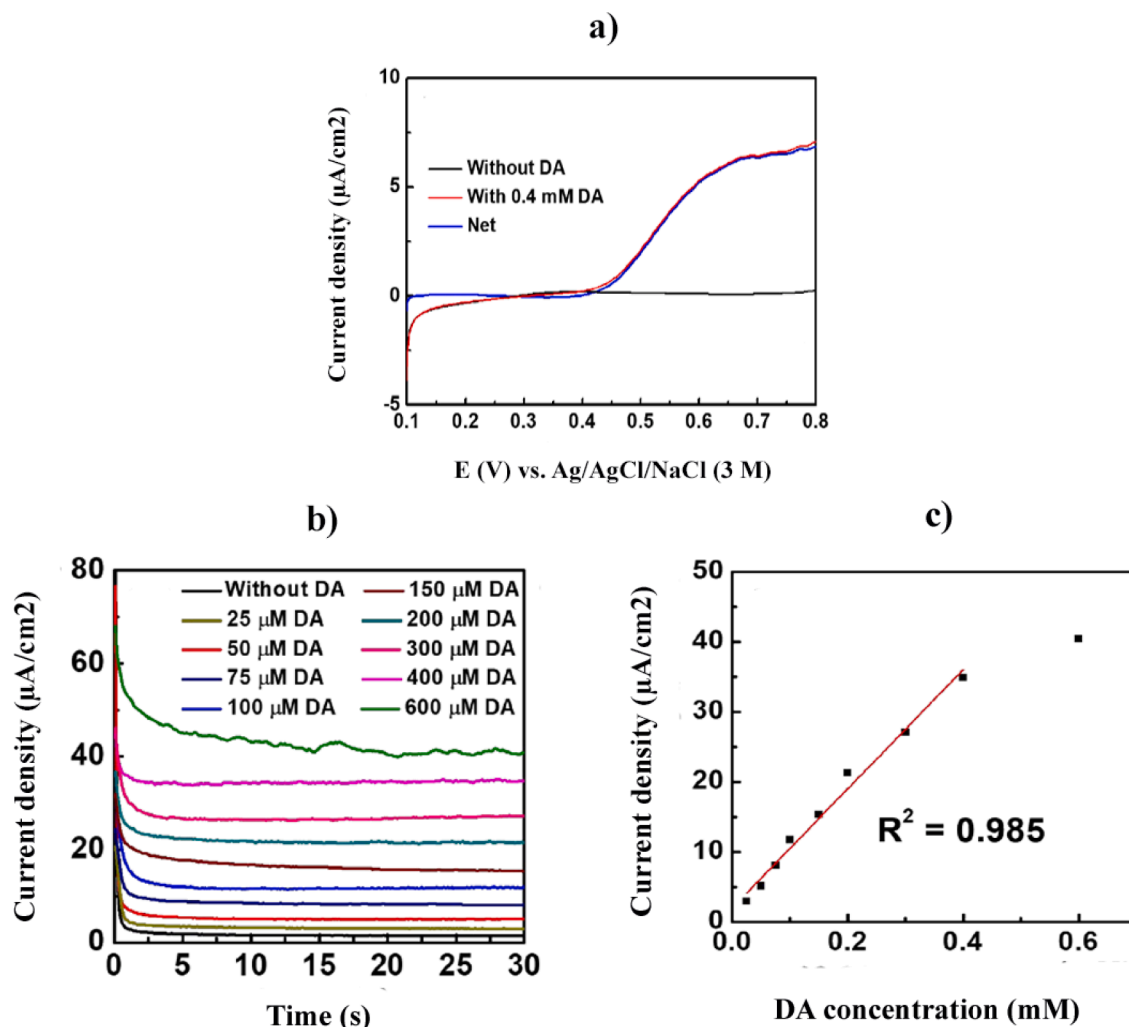 a)
Current density (µA/cm2)
10
5
0
-5
Without DA
With 0.4 mM DA
Net
0.1 0.2 0.3 0.4 0.5 0.6 0.7 0.8
E (V) vs. Ag/AgCl/NaCl (3 M)
b)
Current density (µA/cm2)
80
60
40
20
0
Without DA
25 µM DA
50 µM DA
75 µM DA
100 µM DA
150 µM DA
200 µM DA
300 µM DA
400 µM DA
600 µM DA
0 5 10 15 20 25 30
Time (s)
c)
Current density (µA/cm2)
50
40
30
20
10
0
R² = 0.985
0.0 0.2 0.4 0.6
DA concentration (mM)